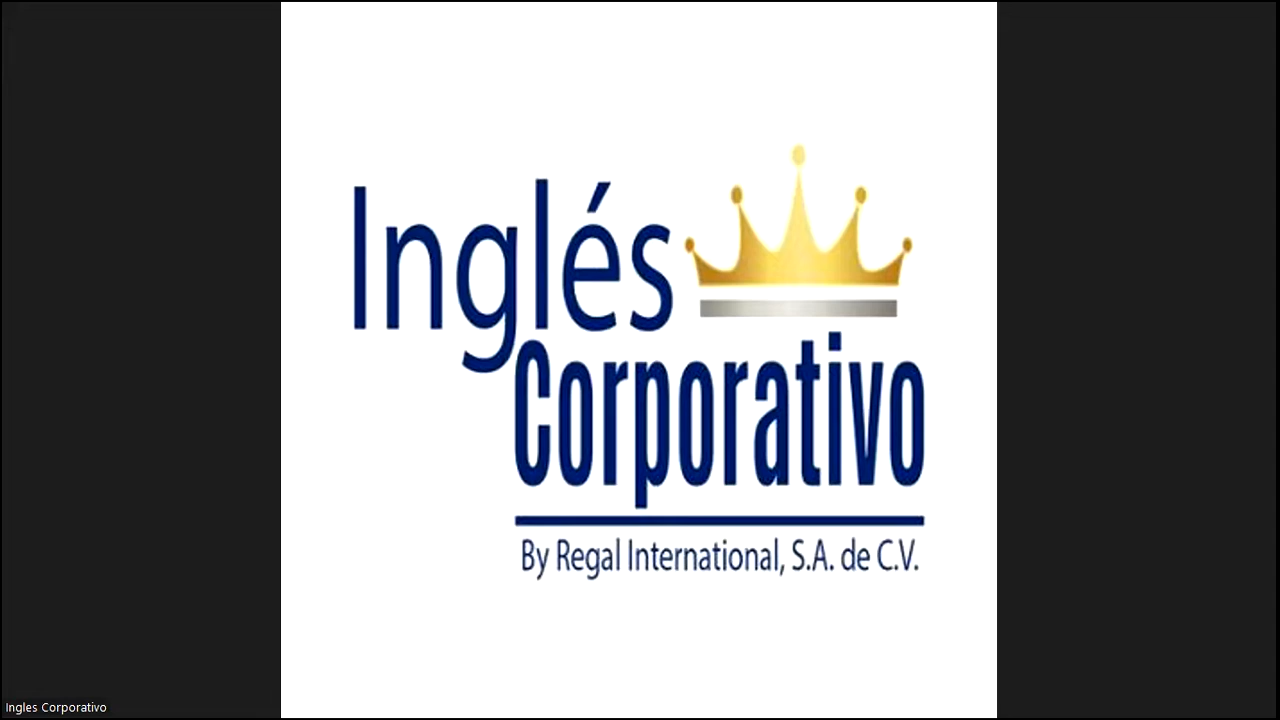 Inglés
Corporativo
By Regal International, S.A. de C.V.
Ingles Corporativo